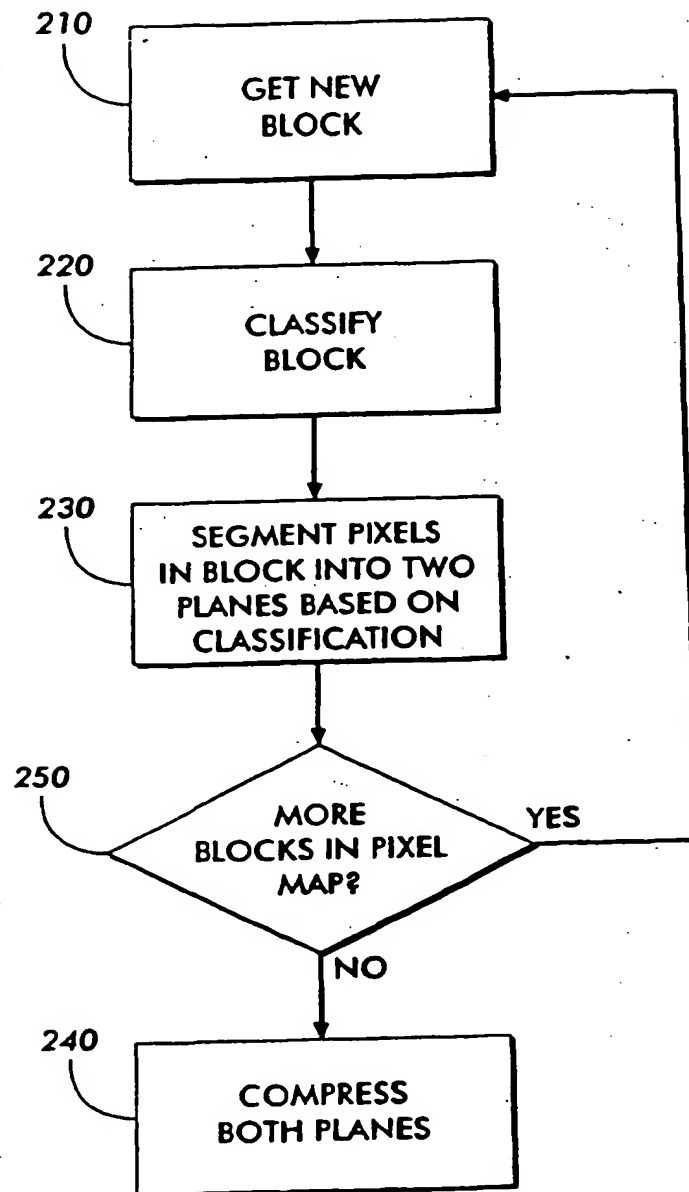 210
GET NEW
BLOCK
220
CLASSIFY
BLOCK
230
SEGMENT PIXELS
IN BLOCK INTO TWO
PLANES BASED ON
CLASSIFICATION
250
MORE
BLOCKS IN PIXEL
MAP?
YES
NO
240
COMPRESS
BOTH PLANES